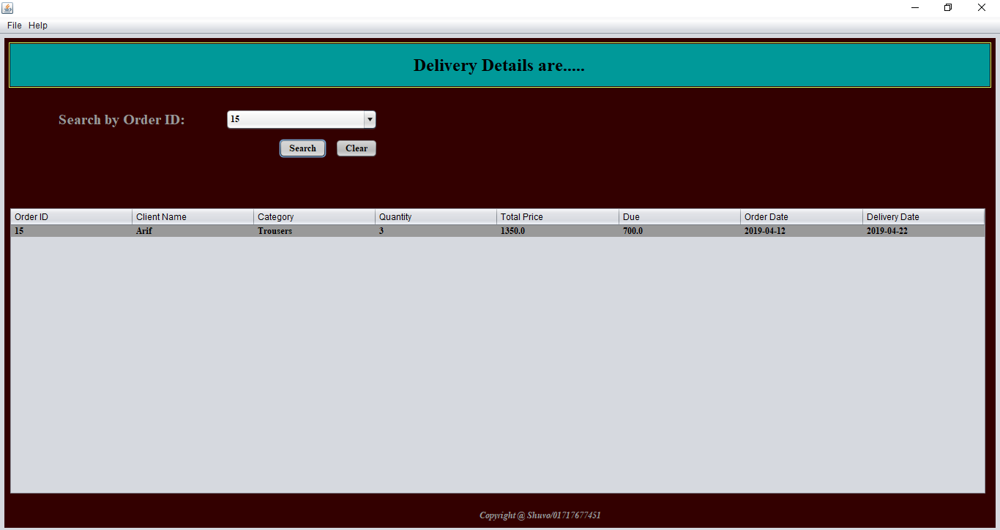 File Help
Delivery Details are.....
Search by Order ID: 15
Search Clear
Order ID Client Name Category Quantity Total Price Due Order Date Delivery Date
15 Arif Trousers 3 1350.0 700.0 2019-04-12 2019-04-22
Copyright @ Shuvo/01717677451